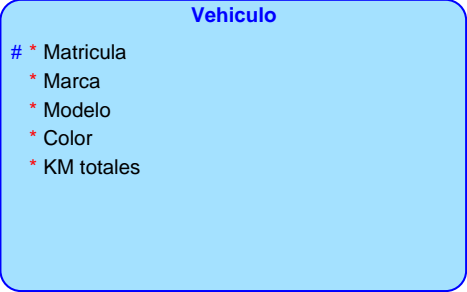 Vehiculo
# * Matricula
* Marca
* Modelo
* Color
* KM totales